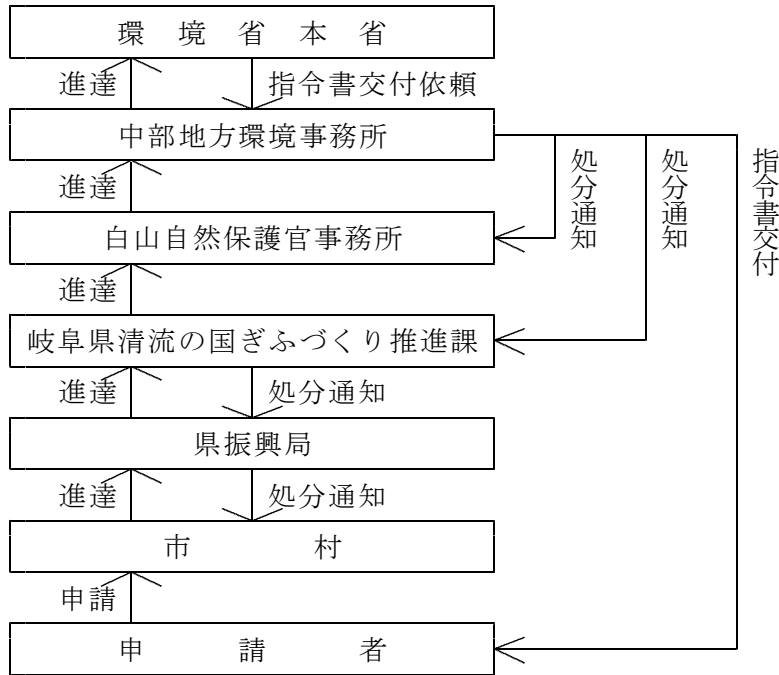 環境省本省
進達
指令書交付依頼
中部地方環境事務所
進達
処分通知
処分通知
指令書交付
白山自然保護官事務所
進達
岐阜県清流の国ぎふづくり推進課
進達
処分通知
県振興局
進達
処分通知
市村
申請
申請者